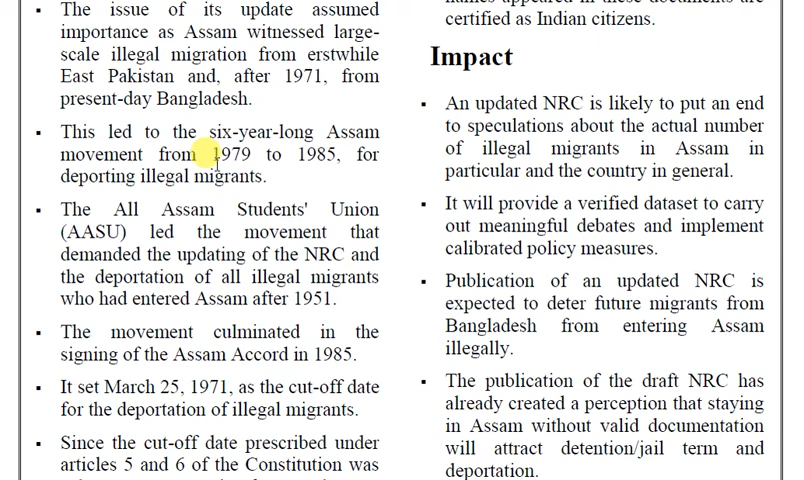 The issue of its update assumed
importance as Assam witnessed large-
scale illegal migration from erstwhile
East Pakistan and, after 1971, from
present-day Bangladesh.
This led to the six-year-long Assam
movement from 1979 to 1985, for
deporting illegal migrants.
The All Assam Students' Union
(AASU) led the movement that
demanded the updating of the NRC and
the deportation of all illegal migrants
who had entered Assam after 1951.
The movement culminated in the
signing of the Assam Accord in 1985.
It set March 25, 1971, as the cut-off date
for the deportation of illegal migrants.
Since the cut-off date prescribed under
articles 5 and 6 of the Constitution was
certified as Indian citizens.
Impact
An updated NRC is likely to put an end
to speculations about the actual number
of illegal migrants in Assam in
particular and the country in general.
It will provide a verified dataset to carry
out meaningful debates and implement
calibrated policy measures.
Publication of an updated NRC is
expected to deter future migrants from
Bangladesh from entering Assam
illegally.
The publication of the draft NRC has
already created a perception that staying
in Assam without valid documentation
will attract detention/jail term and
deportation.